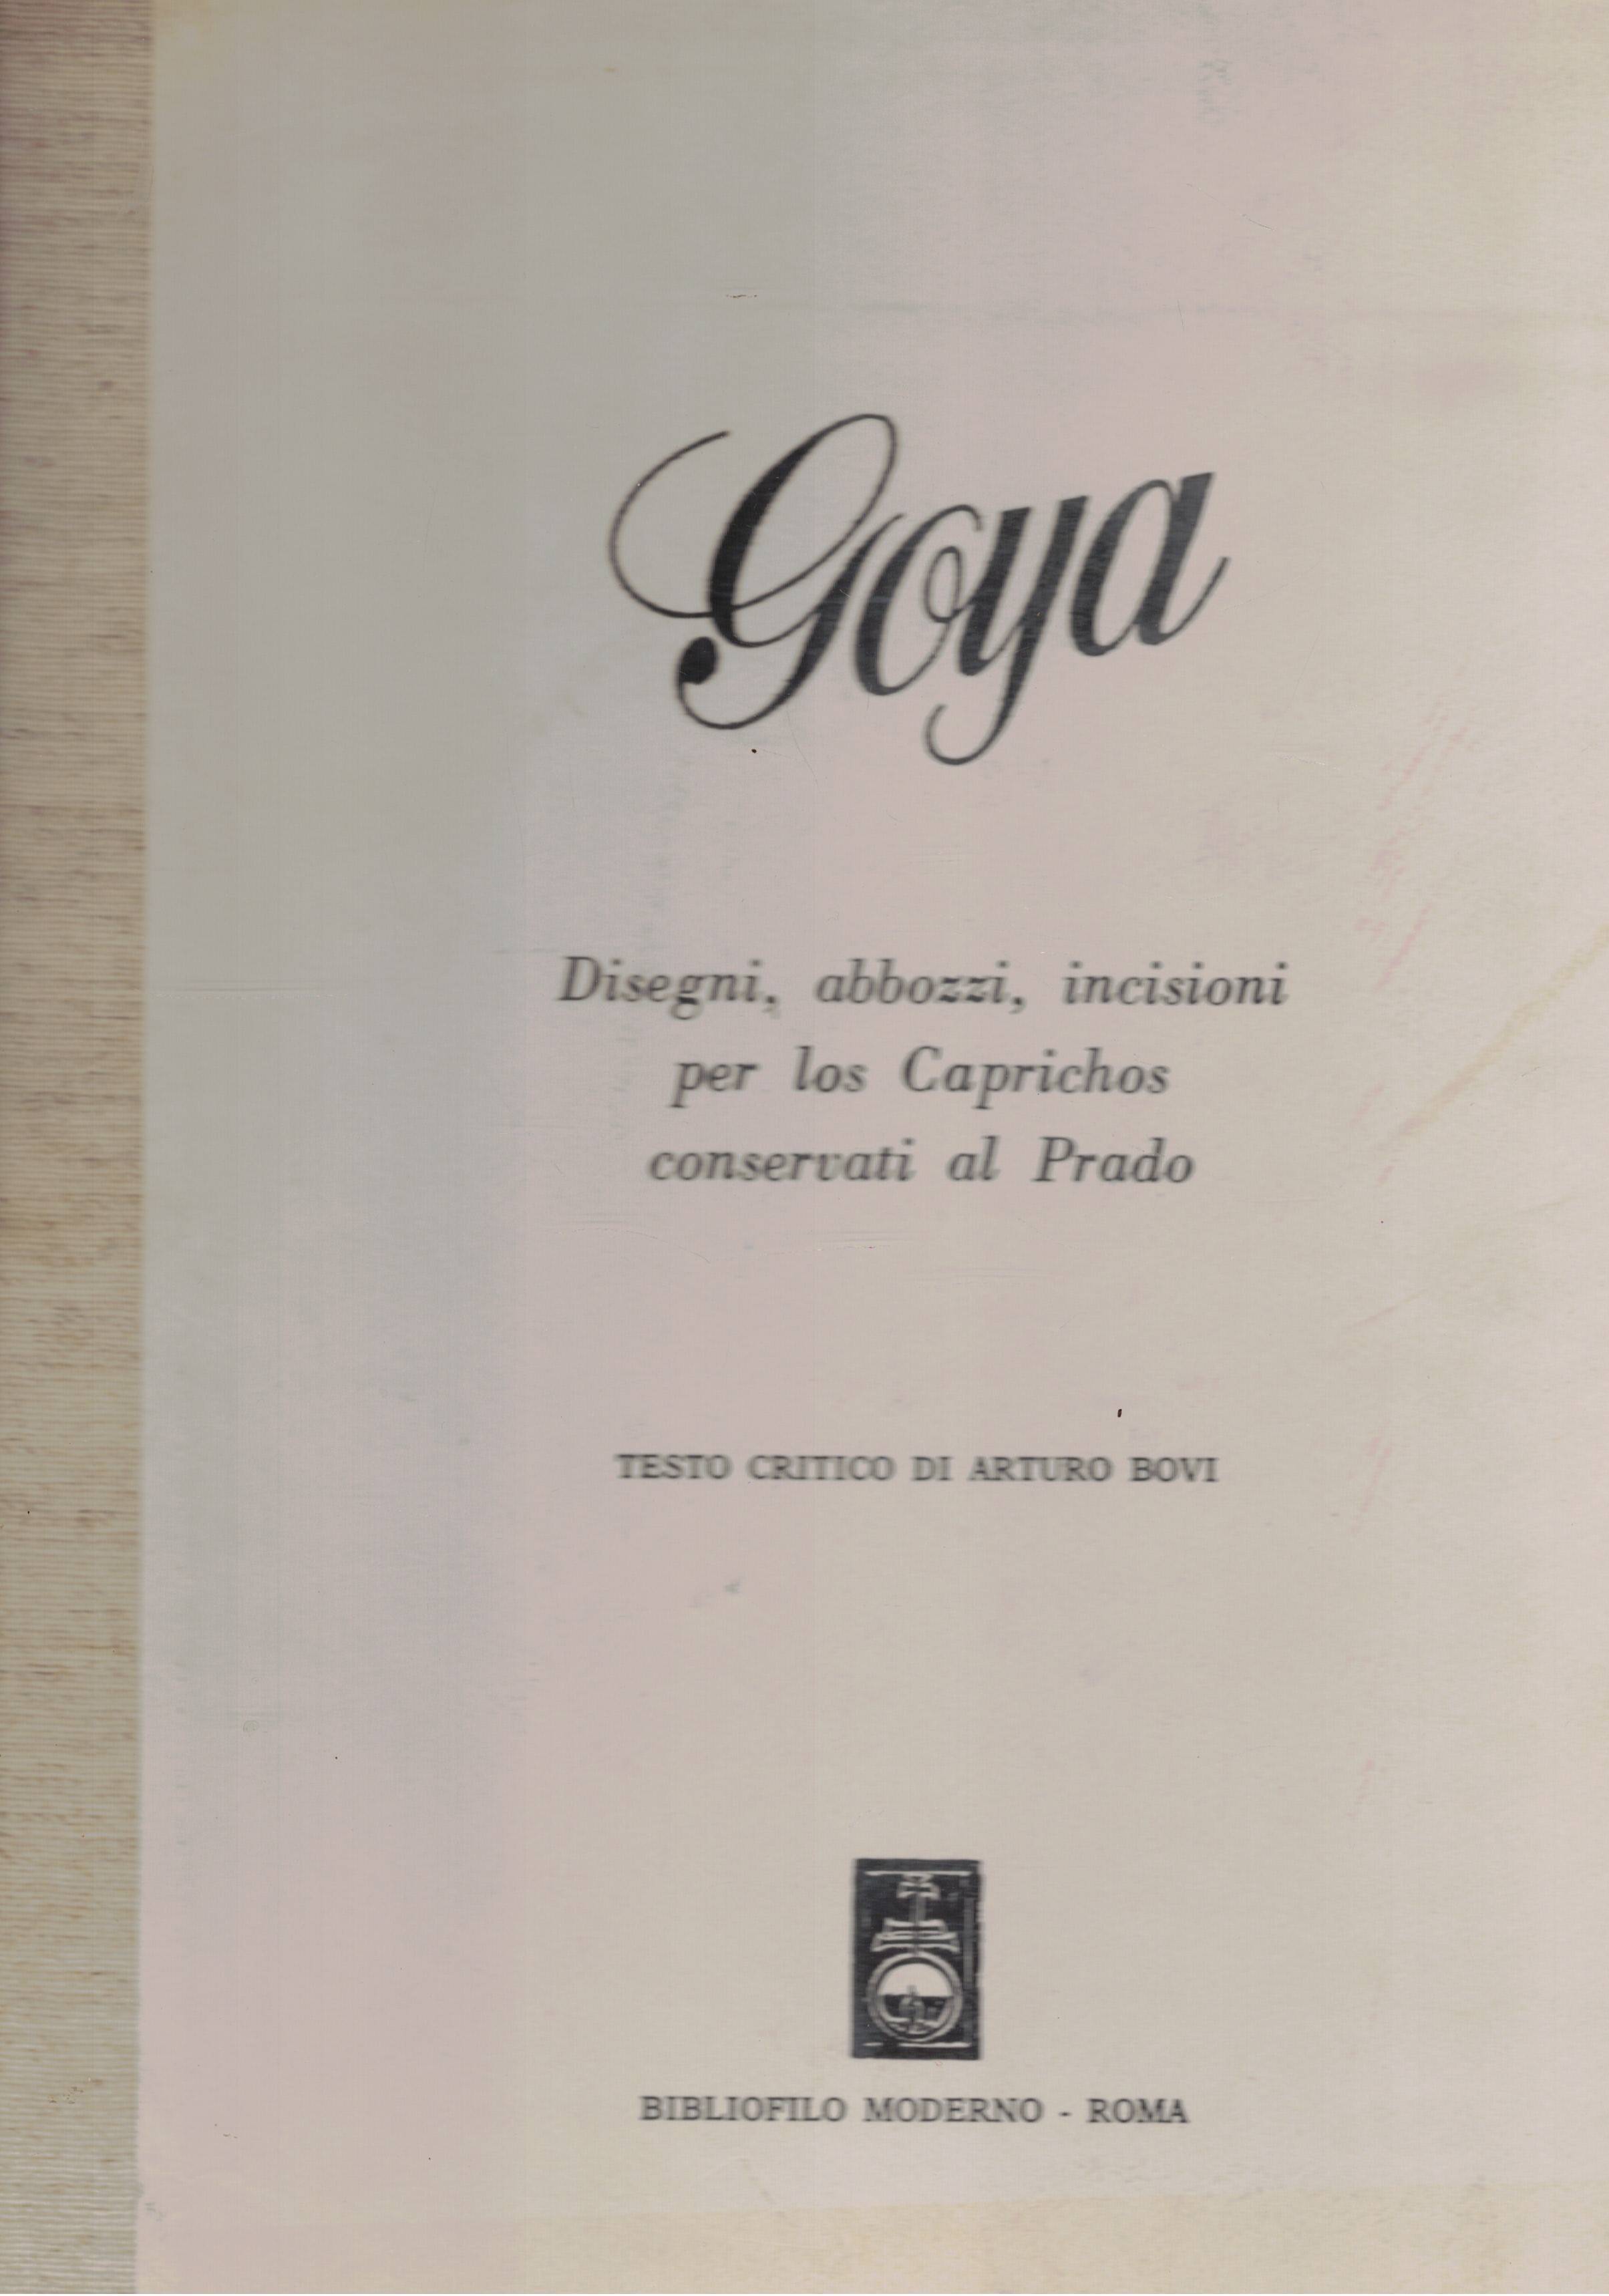 Goya
Disegni, abbozzi, incisioni
per los Caprichos
conservati al Prado
TESTO CRITICO DI ARTURO BOVI
BIBLIOFILO MODERNO - ROMA